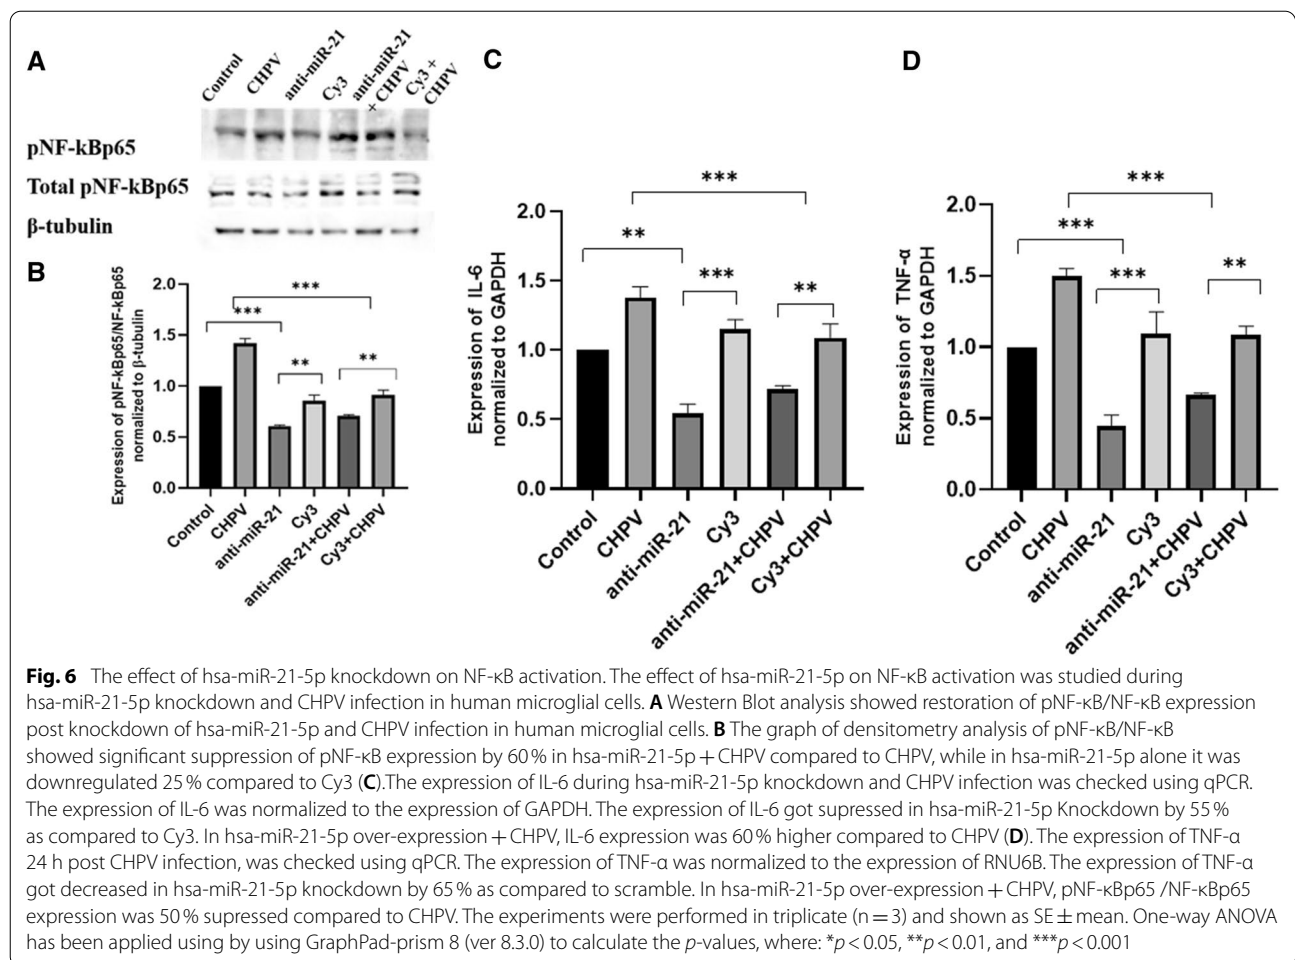 A
Control
CHPV
anti-miR-21
Cy3
anti-miR-21
+ CHPV
Cy3 +
CHPV
pNF-kBp65
Total pNF-kBp65
β-tubulin
B
Expression of pNF-kBp65/NF-kBp65
normalized to β-tubulin
2.0
1.5
1.0
0.5
0.0
***
***
**
**
Control
CHPV
anti-miR-21
Cy3
anti-miR-21+CHPV
Cy3+CHPV
C
Expression of IL-6
normalized to GAPDH
2.0
1.5
1.0
0.5
0.0
***
**
***
**
Control
CHPV
anti-miR-21
Cy3
anti-miR-21+CHPV
Cy3+CHPV
D
Expression of TNF-α
normalized to GAPDH
2.0
1.5
1.0
0.5
0.0
***
***
***
**
Control
CHPV
anti-miR-21
Cy3
anti-miR-21+CHPV
Cy3+CHPV
Fig. 6 The effect of hsa-miR-21-5p knockdown on NF-κB activation. The effect of hsa-miR-21-5p on NF-κB activation was studied during
hsa-miR-21-5p knockdown and CHPV infection in human microglial cells. A Western Blot analysis showed restoration of pNF-κB/NF-κB expression
post knockdown of hsa-miR-21-5p and CHPV infection in human microglial cells. B The graph of densitometry analysis of pNF-κB/NF-κB
showed significant suppression of pNF-κB expression by 60% in hsa-miR-21-5p + CHPV compared to CHPV, while in hsa-miR-21-5p alone it was
downregulated 25% compared to Cy3 (C).The expression of IL-6 during hsa-miR-21-5p knockdown and CHPV infection was checked using qPCR.
The expression of IL-6 was normalized to the expression of GAPDH. The expression of IL-6 got supressed in hsa-miR-21-5p Knockdown by 55%
as compared to Cy3. In hsa-miR-21-5p over-expression + CHPV, IL-6 expression was 60% higher compared to CHPV (D). The expression of TNF-α
24 h post CHPV infection, was checked using qPCR. The expression of TNF-α was normalized to the expression of RNU6B. The expression of TNF-α
got decreased in hsa-miR-21-5p knockdown by 65% as compared to scramble. In hsa-miR-21-5p over-expression + CHPV, pNF-κBp65 /NF-κBp65
expression was 50% supressed compared to CHPV. The experiments were performed in triplicate (n = 3) and shown as SE ± mean. One-way ANOVA
has been applied using by using GraphPad-prism 8 (ver 8.3.0) to calculate the p-values, where: *p < 0.05, **p < 0.01, and ***p < 0.001